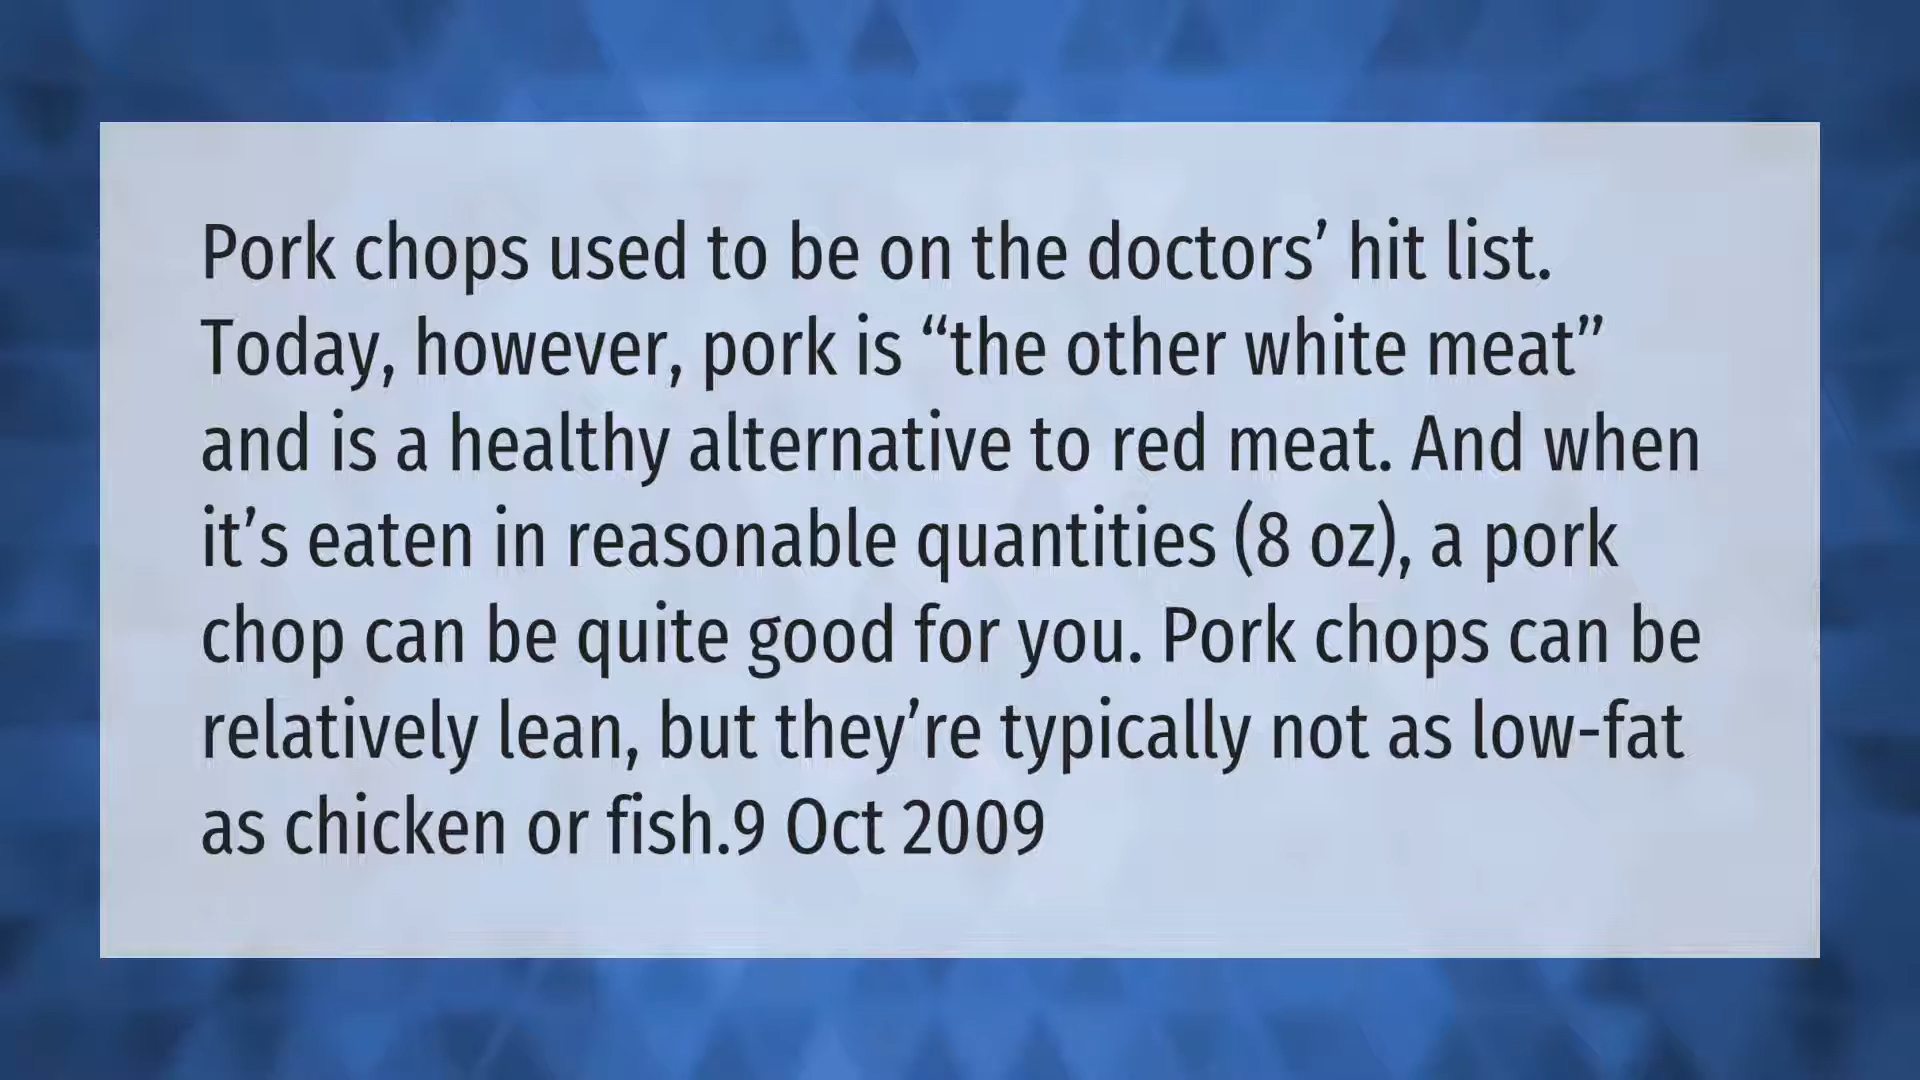 Pork chops used to be on the doctors’ hit list.
Today, however, pork is “the other white meat”
and is a healthy alternative to red meat. And when
it’s eaten in reasonable quantities (8 oz), a pork
chop can be quite good for you. Pork chops can be
relatively lean, but they’re typically not as low-fat
as chicken or fish.9 Oct 2009